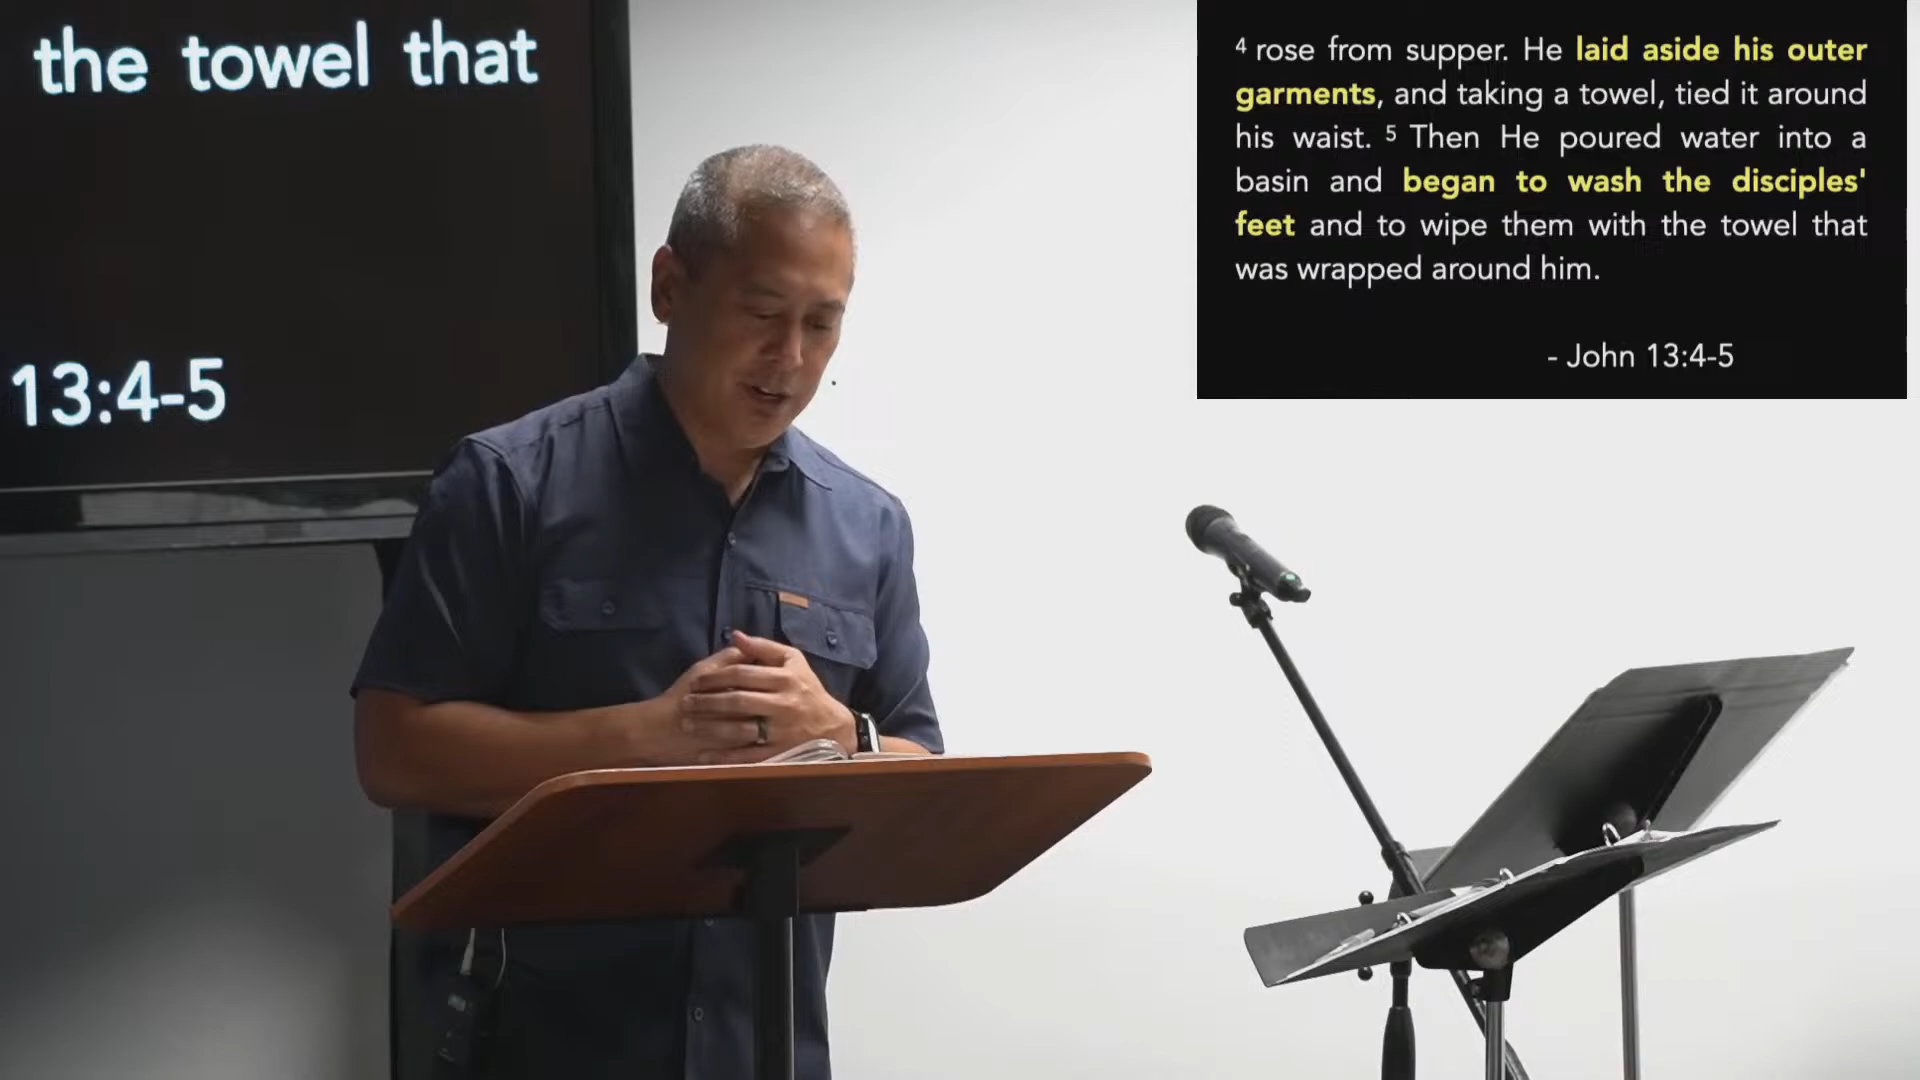 the towel that
13:4-5
4 rose from supper. He laid aside his outer
garments, and taking a towel, tied it around
his waist. 5 Then He poured water into a
basin and began to wash the disciples'
feet and to wipe them with the towel that
was wrapped around him.
- John 13:4-5